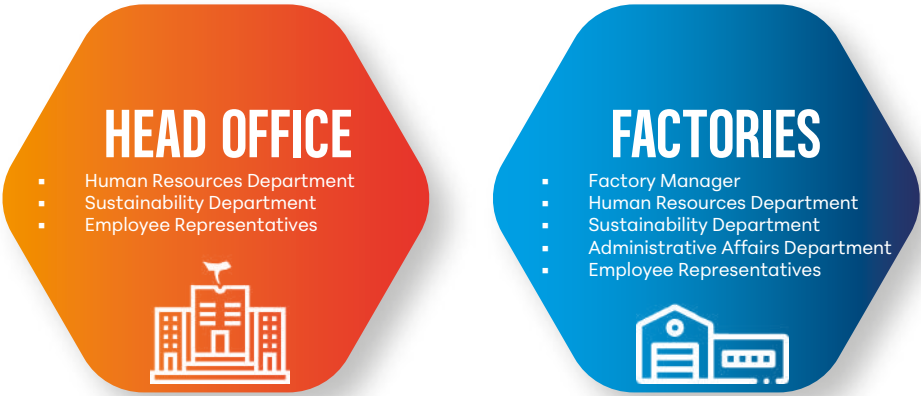 HEAD OFFICE
▪ Human Resources Department
▪ Sustainability Department
▪ Employee Representatives
FACTORIES
▪ Factory Manager
▪ Human Resources Department
▪ Sustainability Department
▪ Administrative Affairs Department
▪ Employee Representatives